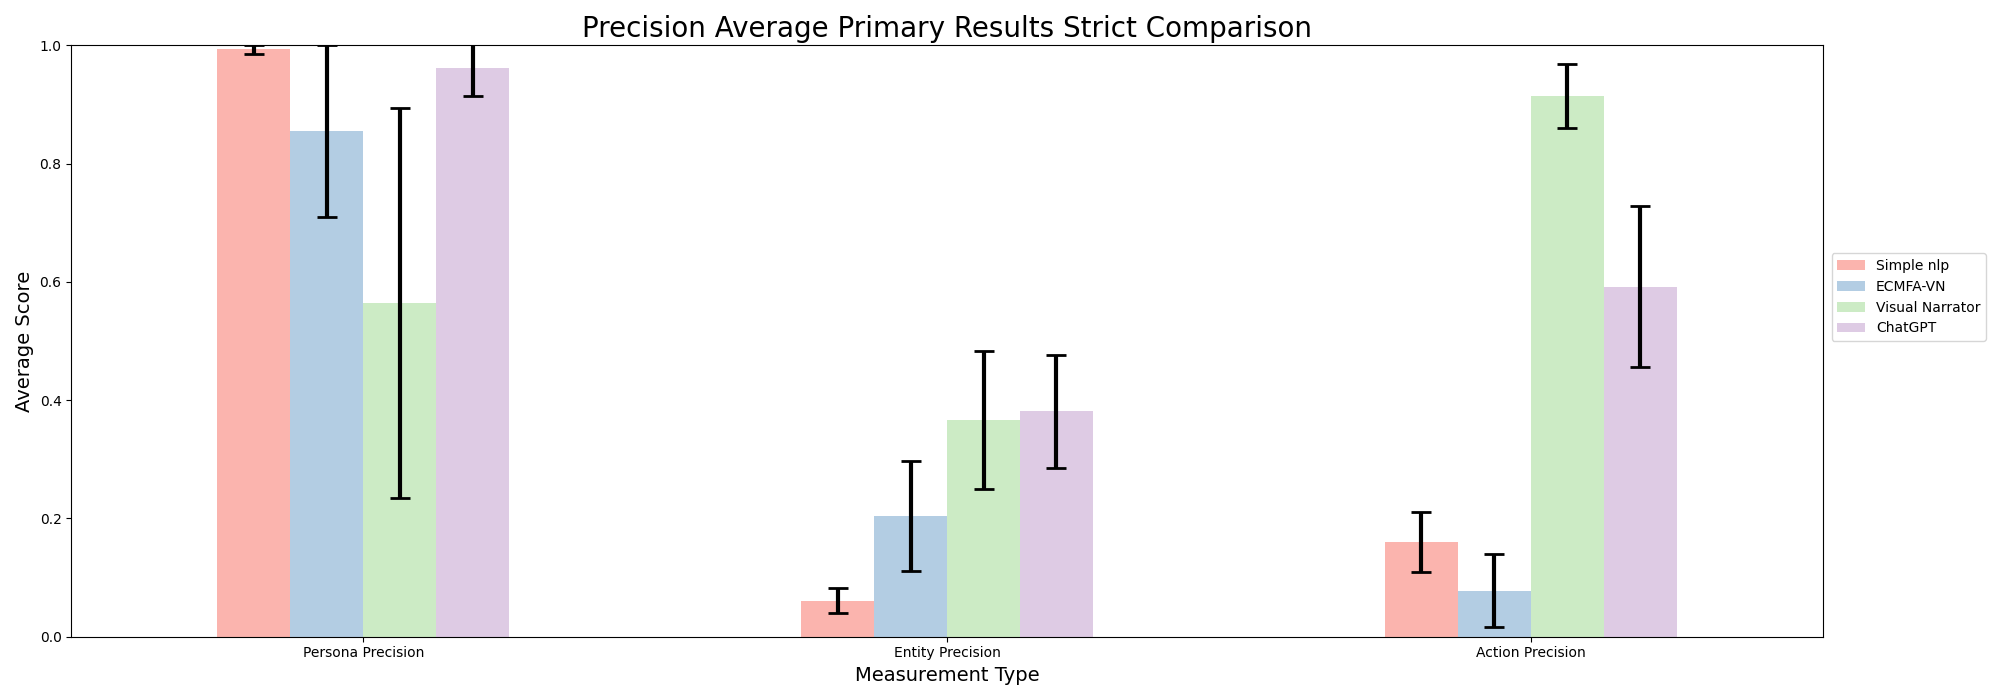 Precision Average Primary Results Strict Comparison
Average Score
1.0
0.8
0.6
0.4
0.2
0.0
Persona Precision
Entity Precision
Action Precision
Measurement Type
Simple nlp
ECMFA-VN
Visual Narrator
ChatGPT